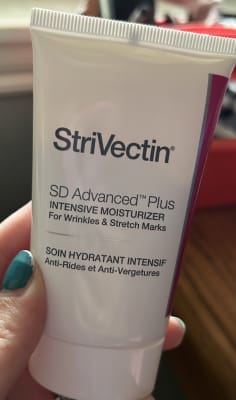 StriVectin®
SD Advanced™ Plus
INTENSIVE MOISTURIZER
For Wrinkles & Stretch Marks
SOIN HYDRATANT INTENSIF
Anti-Rides et Anti-Vergetures